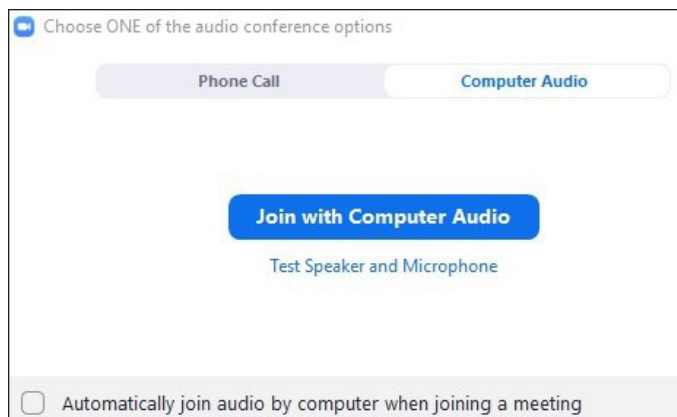 Choose ONE of the audio conference options
Phone Call Computer Audio
Join with Computer Audio
Test Speaker and Microphone
Automatically join audio by computer when joining a meeting